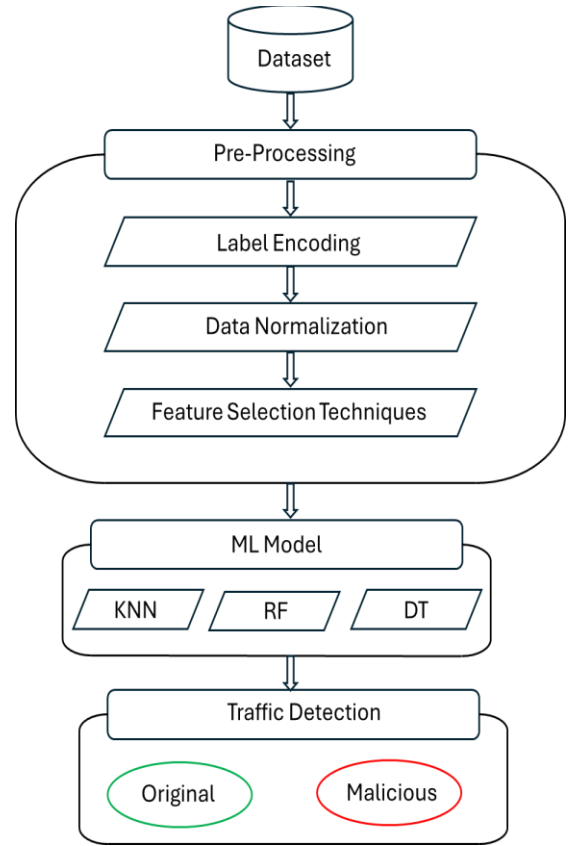 Dataset
Pre-Processing
Label Encoding
Data Normalization
Feature Selection Techniques
ML Model
KNN
RF
DT
Traffic Detection
Original
Malicious